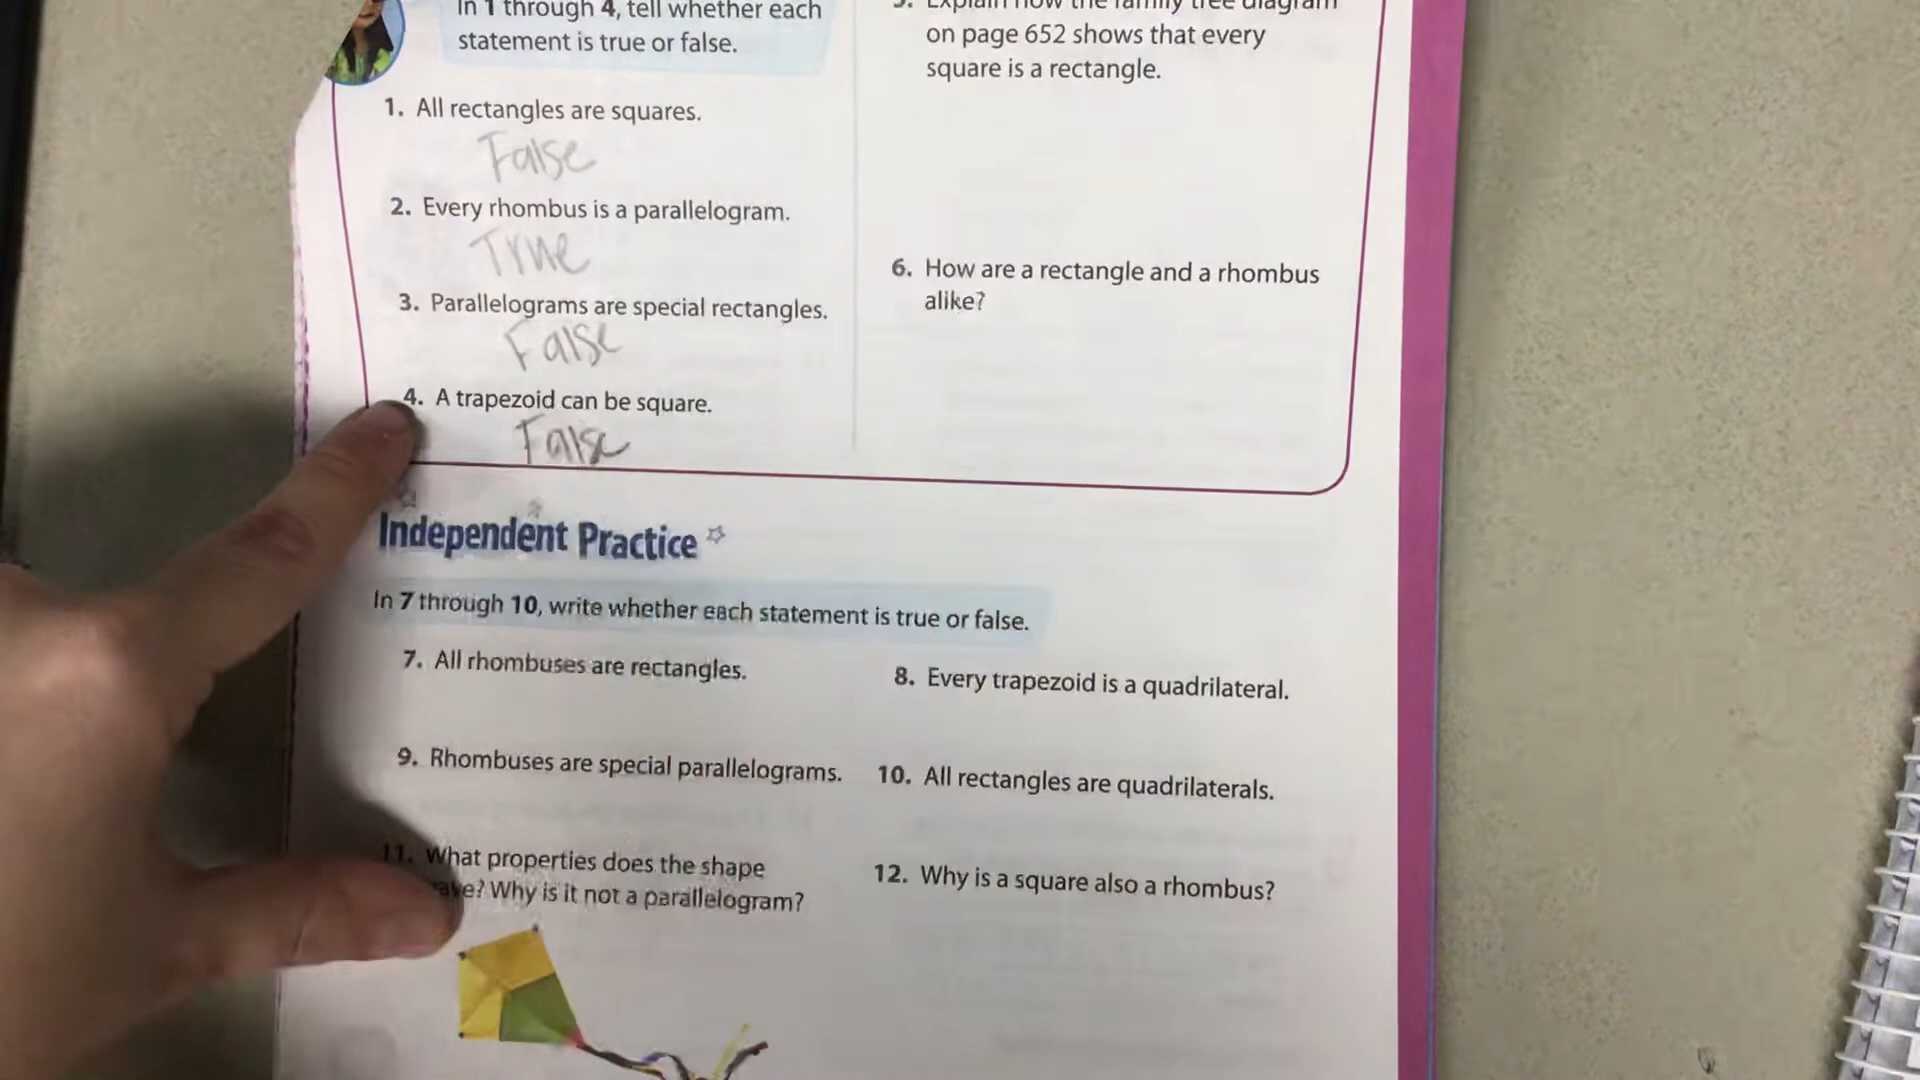 In 1 through 4, tell whether each
statement is true or false.
1. All rectangles are squares.
False
2. Every rhombus is a parallelogram.
True
3. Parallelograms are special rectangles.
False
4. A trapezoid can be square.
False
5. Explain how the family tree diagram
on page 652 shows that every
square is a rectangle.
6. How are a rectangle and a rhombus
alike?
Independent Practice
In 7 through 10, write whether each statement is true or false.
7. All rhombuses are rectangles.
8. Every trapezoid is a quadrilateral.
9. Rhombuses are special parallelograms.
10. All rectangles are quadrilaterals.
11. What properties does the shape
have? Why is it not a parallelogram?
12. Why is a square also a rhombus?